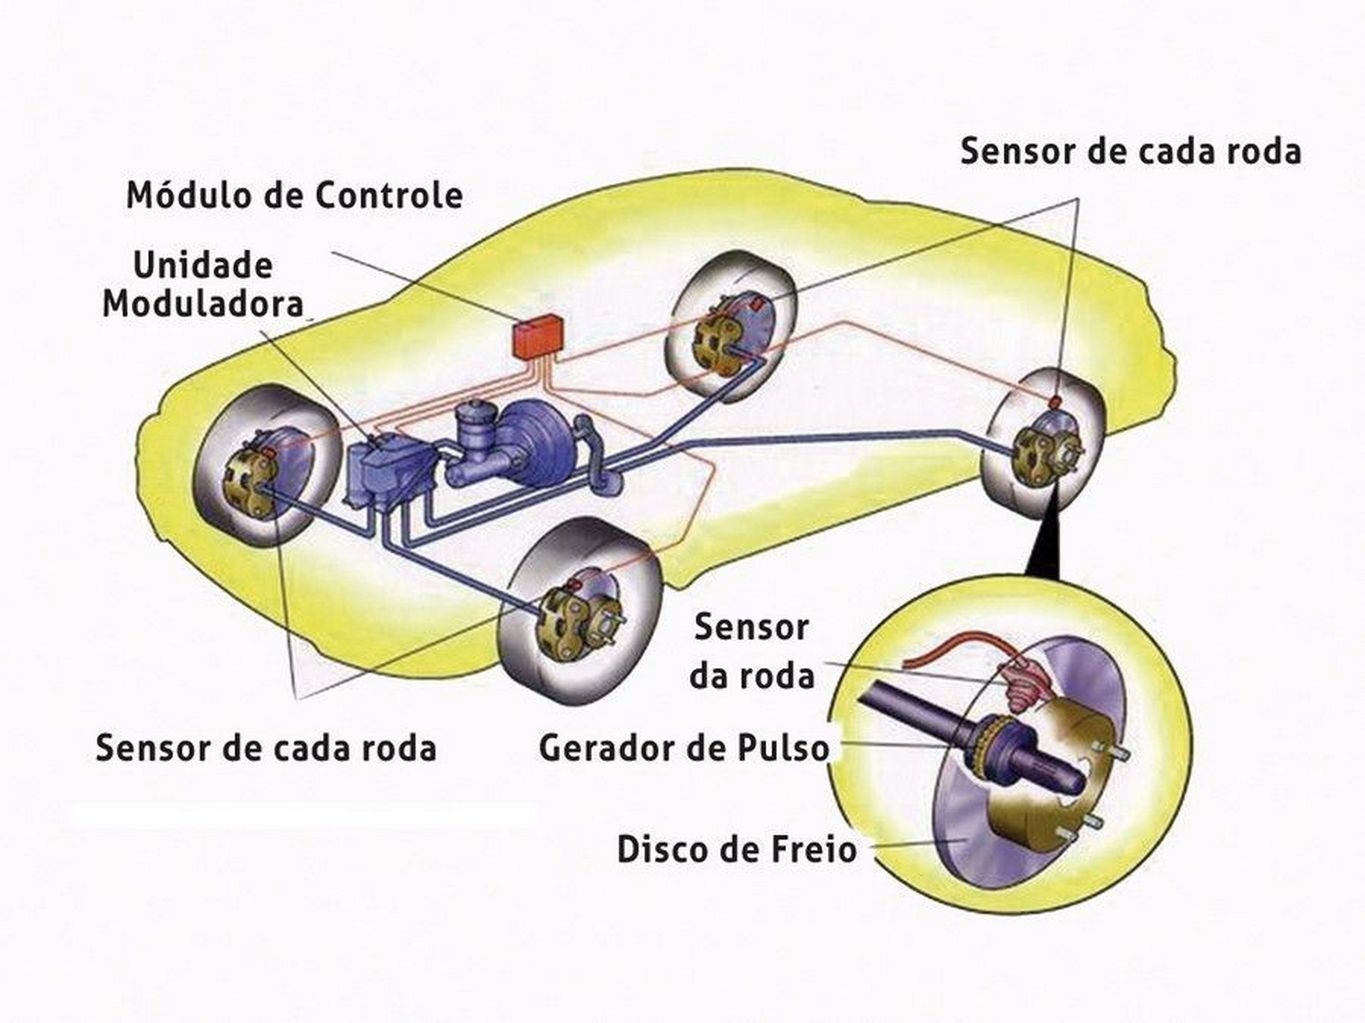 Sensor de cada roda
Módulo de Controle
Unidade
Moduladora
Sensor
da roda
Sensor de cada roda
Gerador de Pulso
Disco de Freio